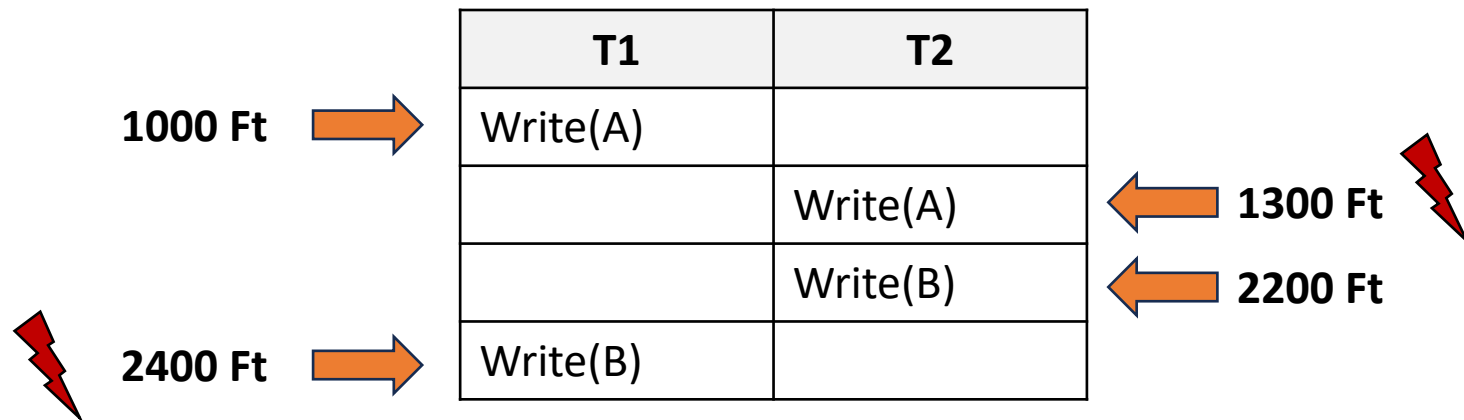 T1 T2
1000 Ft Write(A)
Write(A) 1300 Ft
Write(B) 2200 Ft
2400 Ft Write(B)